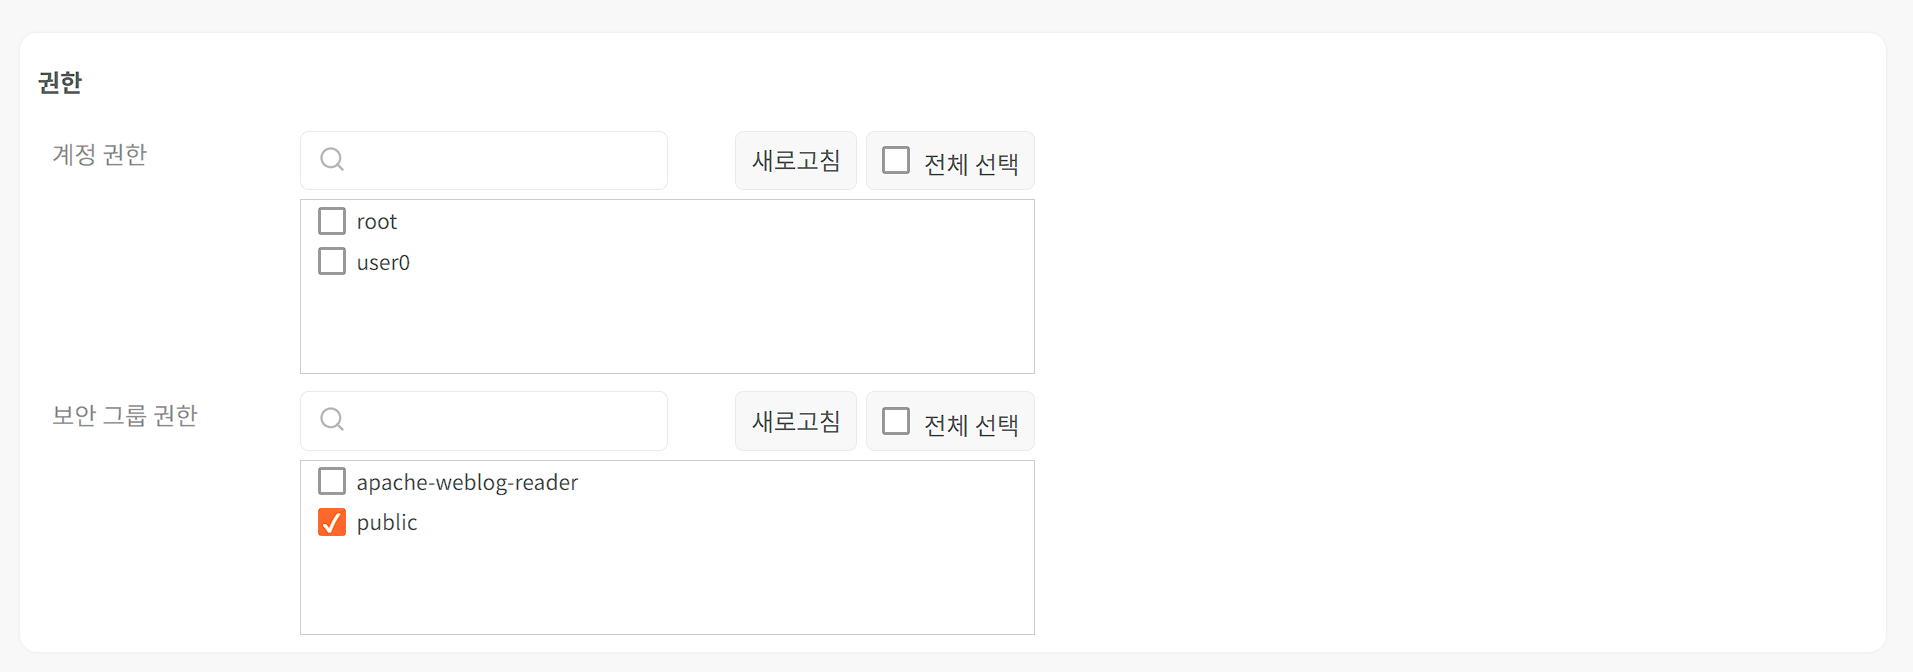 권한
계정 권한
새로고침
전체 선택
root
user0
보안 그룹 권한
새로고침
전체 선택
apache-weblog-reader
public